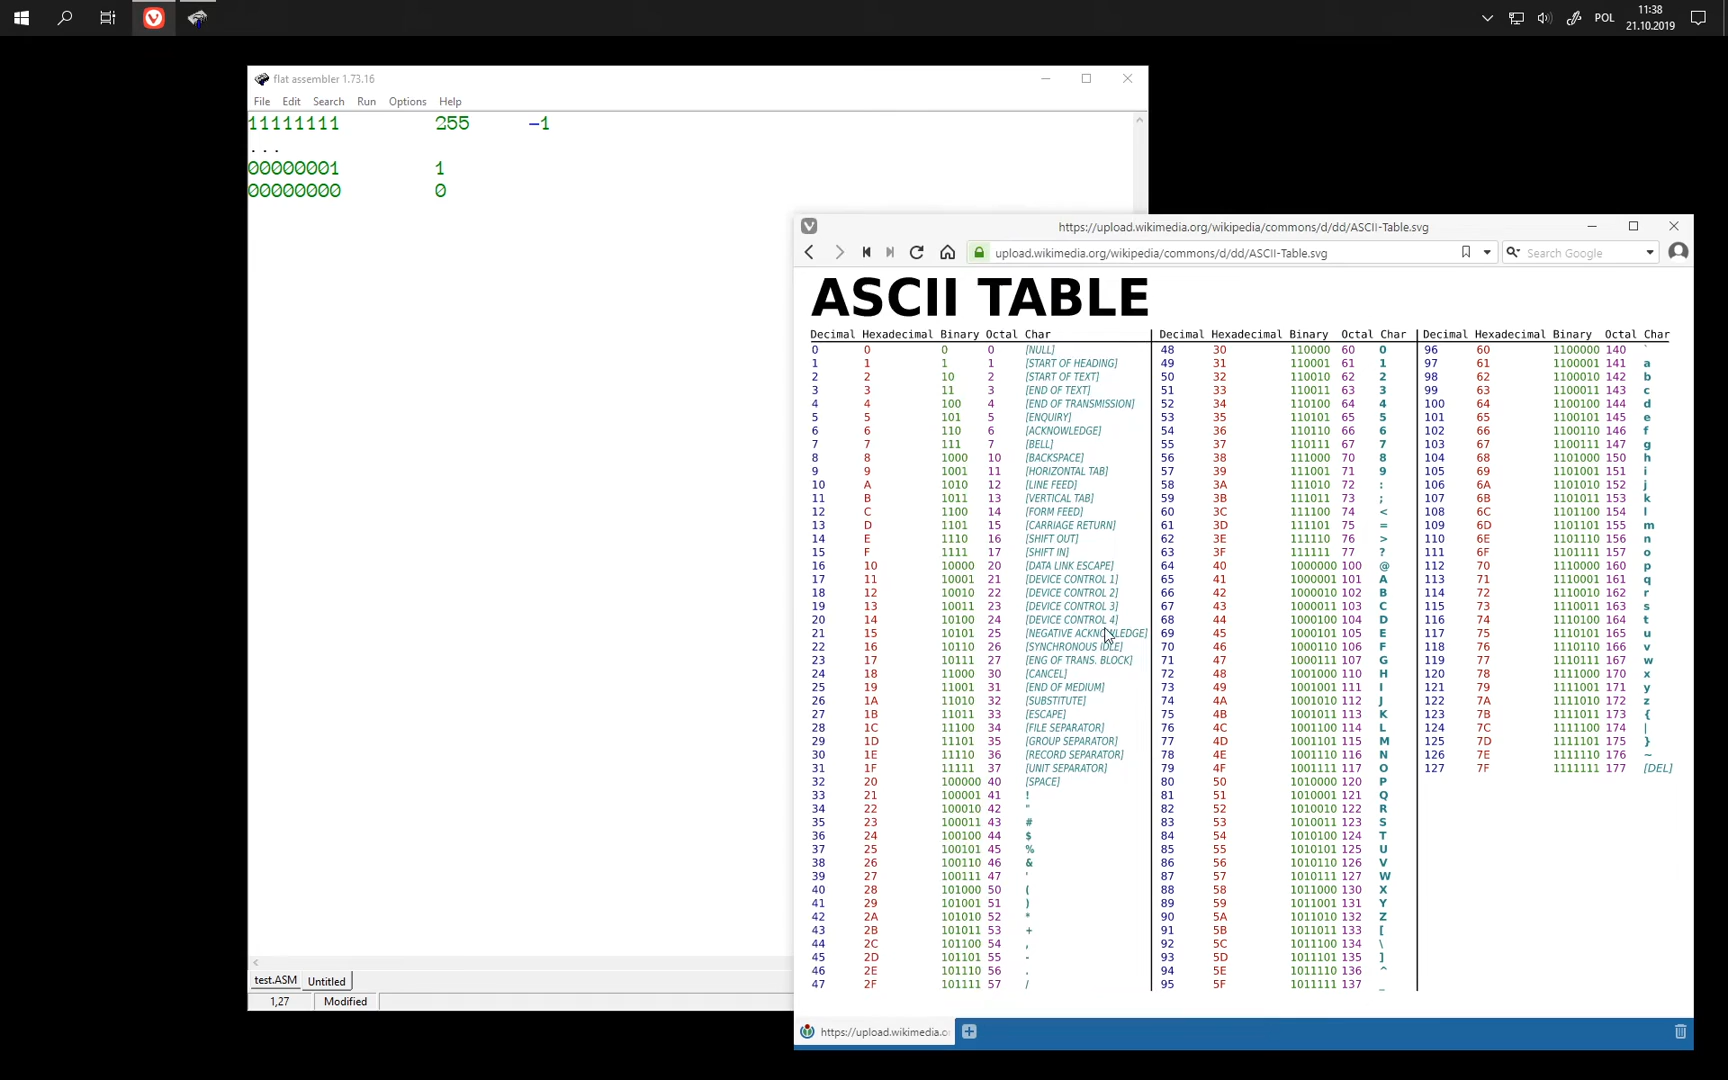 11:38
POL
21.10.2019
flat assembler 1.73.16
File Edit Search Run Options Help
11111111 255 -1
...
00000001 1
00000000 0
https://upload.wikimedia.org/wikipedia/commons/d/dd/ASCII-Table.svg
upload.wikimedia.org/wikipedia/commons/d/dd/ASCII-Table.svg Search Google
ASCII TABLE
Decimal Hexadecimal Binary Octal Char Decimal Hexadecimal Binary Octal Char Decimal Hexadecimal Binary Octal Char
0 0 0 0 [NULL] 48 30 110000 60 0 96 60 1100000 140 `
1 1 1 1 [START OF HEADING] 49 31 110001 61 1 97 61 1100001 141 a
2 2 10 2 [START OF TEXT] 50 32 110010 62 2 98 62 1100010 142 b
3 3 11 3 [END OF TEXT] 51 33 110011 63 3 99 63 1100011 143 c
4 4 100 4 [END OF TRANSMISSION] 52 34 110100 64 4 100 64 1100100 144 d
5 5 101 5 [ENQUIRY] 53 35 110101 65 5 101 65 1100101 145 e
6 6 110 6 [ACKNOWLEDGE] 54 36 110110 66 6 102 66 1100110 146 f
7 7 111 7 [BELL] 55 37 110111 67 7 103 67 1100111 147 g
8 8 1000 10 [BACKSPACE] 56 38 111000 70 8 104 68 1101000 150 h
9 9 1001 11 [HORIZONTAL TAB] 57 39 111001 71 9 105 69 1101001 151 i
10 A 1010 12 [LINE FEED] 58 3A 111010 72 : 106 6A 1101010 152 j
11 B 1011 13 [VERTICAL TAB] 59 3B 111011 73 ; 107 6B 1101011 153 k
12 C 1100 14 [FORM FEED] 60 3C 111100 74 < 108 6C 1101100 154 l
13 D 1101 15 [CARRIAGE RETURN] 61 3D 111101 75 = 109 6D 1101101 155 m
14 E 1110 16 [SHIFT OUT] 62 3E 111110 76 > 110 6E 1101110 156 n
15 F 1111 17 [SHIFT IN] 63 3F 111111 77 ? 111 6F 1101111 157 o
16 10 10000 20 [DATA LINK ESCAPE] 64 40 1000000 100 @ 112 70 1110000 160 p
17 11 10001 21 [DEVICE CONTROL 1] 65 41 1000001 101 A 113 71 1110001 161 q
18 12 10010 22 [DEVICE CONTROL 2] 66 42 1000010 102 B 114 72 1110010 162 r
19 13 10011 23 [DEVICE CONTROL 3] 67 43 1000011 103 C 115 73 1110011 163 s
20 14 10100 24 [DEVICE CONTROL 4] 68 44 1000100 104 D 116 74 1110100 164 t
21 15 10101 25 [NEGATIVE ACKNOWLEDGE] 69 45 1000101 105 E 117 75 1110101 165 u
22 16 10110 26 [SYNCHRONOUS IDLE] 70 46 1000110 106 F 118 76 1110110 166 v
23 17 10111 27 [ENG OF TRANS. BLOCK] 71 47 1000111 107 G 119 77 1110111 167 w
24 18 11000 30 [CANCEL] 72 48 1001000 110 H 120 78 1111000 170 x
25 19 11001 31 [END OF MEDIUM] 73 49 1001001 111 I 121 79 1111001 171 y
26 1A 11010 32 [SUBSTITUTE] 74 4A 1001010 112 J 122 7A 1111010 172 z
27 1B 11011 33 [ESCAPE] 75 4B 1001011 113 K 123 7B 1111011 173 {
28 1C 11100 34 [FILE SEPARATOR] 76 4C 1001100 114 L 124 7C 1111100 174 |
29 1D 11101 35 [GROUP SEPARATOR] 77 4D 1001101 115 M 125 7D 1111101 175 }
30 1E 11110 36 [RECORD SEPARATOR] 78 4E 1001110 116 N 126 7E 1111110 176 ~
31 1F 11111 37 [UNIT SEPARATOR] 79 4F 1001111 117 O 127 7F 1111111 177 [DEL]
32 20 100000 40 [SPACE] 80 50 1010000 120 P
33 21 100001 41 ! 81 51 1010001 121 Q
34 22 100010 42 " 82 52 1010010 122 R
35 23 100011 43 # 83 53 1010011 123 S
36 24 100100 44 $ 84 54 1010100 124 T
37 25 100101 45 % 85 55 1010101 125 U
38 26 100110 46 & 86 56 1010110 126 V
39 27 100111 47 ' 87 57 1010111 127 W
40 28 101000 50 ( 88 58 1011000 130 X
41 29 101001 51 ) 89 59 1011001 131 Y
42 2A 101010 52 * 90 5A 1011010 132 Z
43 2B 101011 53 + 91 5B 1011011 133 [
44 2C 101100 54 , 92 5C 1011100 134 \
45 2D 101101 55 - 93 5D 1011101 135 ]
46 2E 101110 56 . 94 5E 1011110 136 ^
47 2F 101111 57 / 95 5F 1011111 137 _
test.ASM Untitled
1,27 Modified
https://upload.wikimedia.o